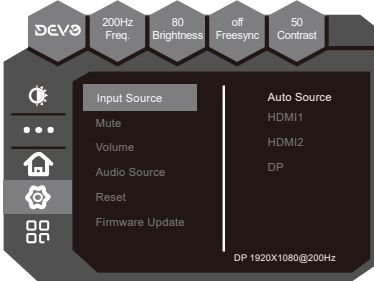 DEVO
200Hz
Freq.
80
Brightness
off
Freesync
50
Contrast
Input Source
Mute
Volume
Audio Source
Reset
Firmware Update
Auto Source
HDMI1
HDMI2
DP
DP 1920X1080@200Hz